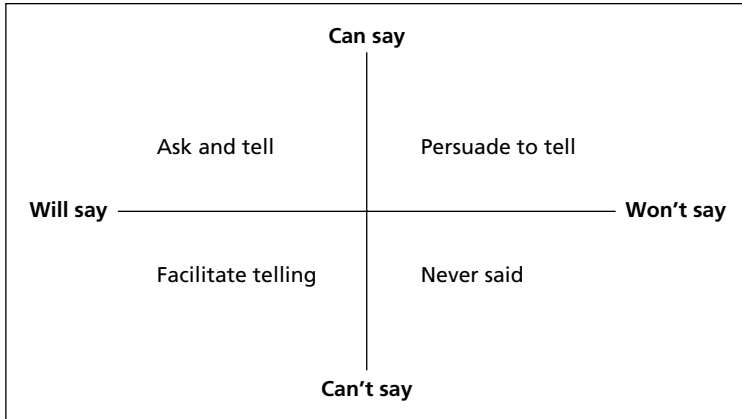 Can say
Ask and tell
Persuade to tell
Will say
Won't say
Facilitate telling
Never said
Can't say